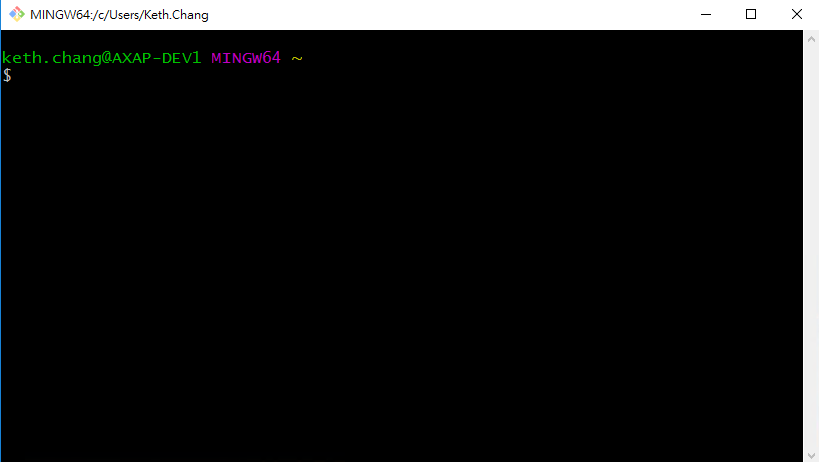 MINGW64:/c/Users/Keth.Chang
keth.chang@AXAP-DEV1 MINGW64 ~
$